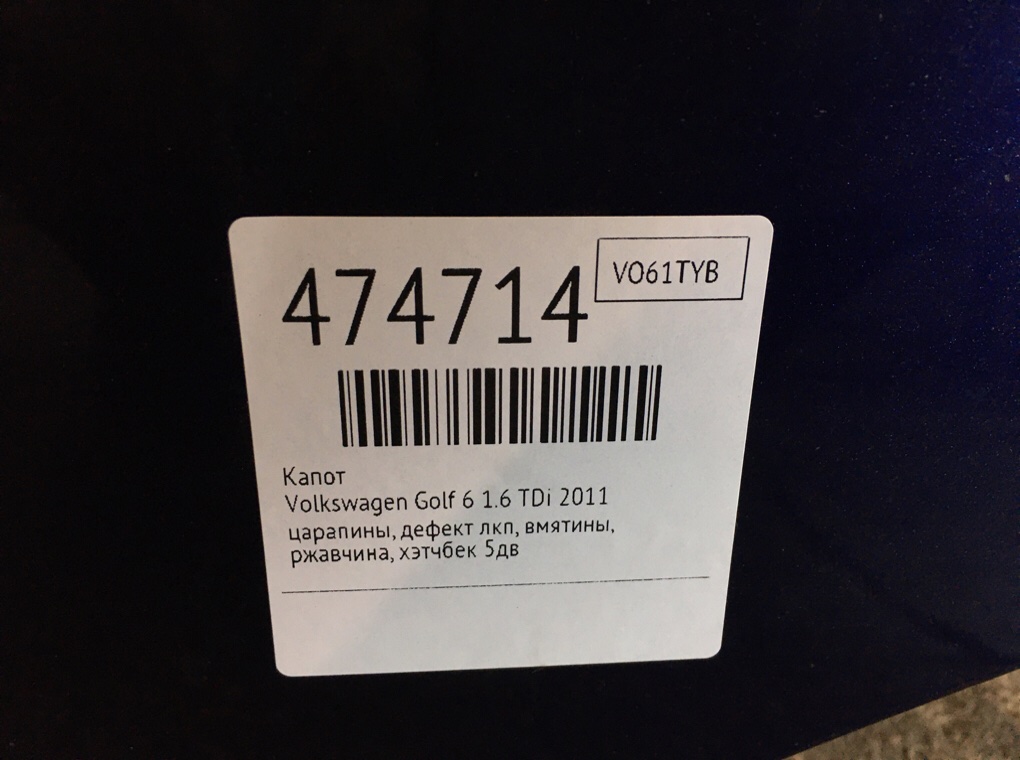 474714
VO61TYB
Капот
Volkswagen Golf 6 1.6 TDi 2011
царапины, дефект лкп, вмятины,
ржавчина, хэтчбек 5дв